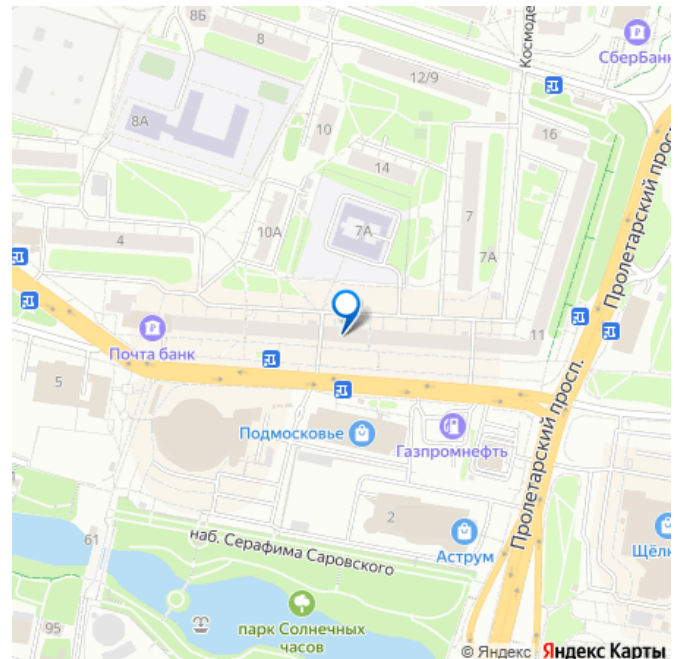 8Б
8
Космоде
СберБанк
12/9
8А
10
16
14
7
7А
10А
7А
4
Пролетарский просп.
11
Почта банк
5
Подмосковье
Газпромнефть
Пролетарский просп.
2
наб. Серафима Саровского
Аструм
Щёлк
61
парк Солнечных
часов
95
© Яндекс Яндекс Карты